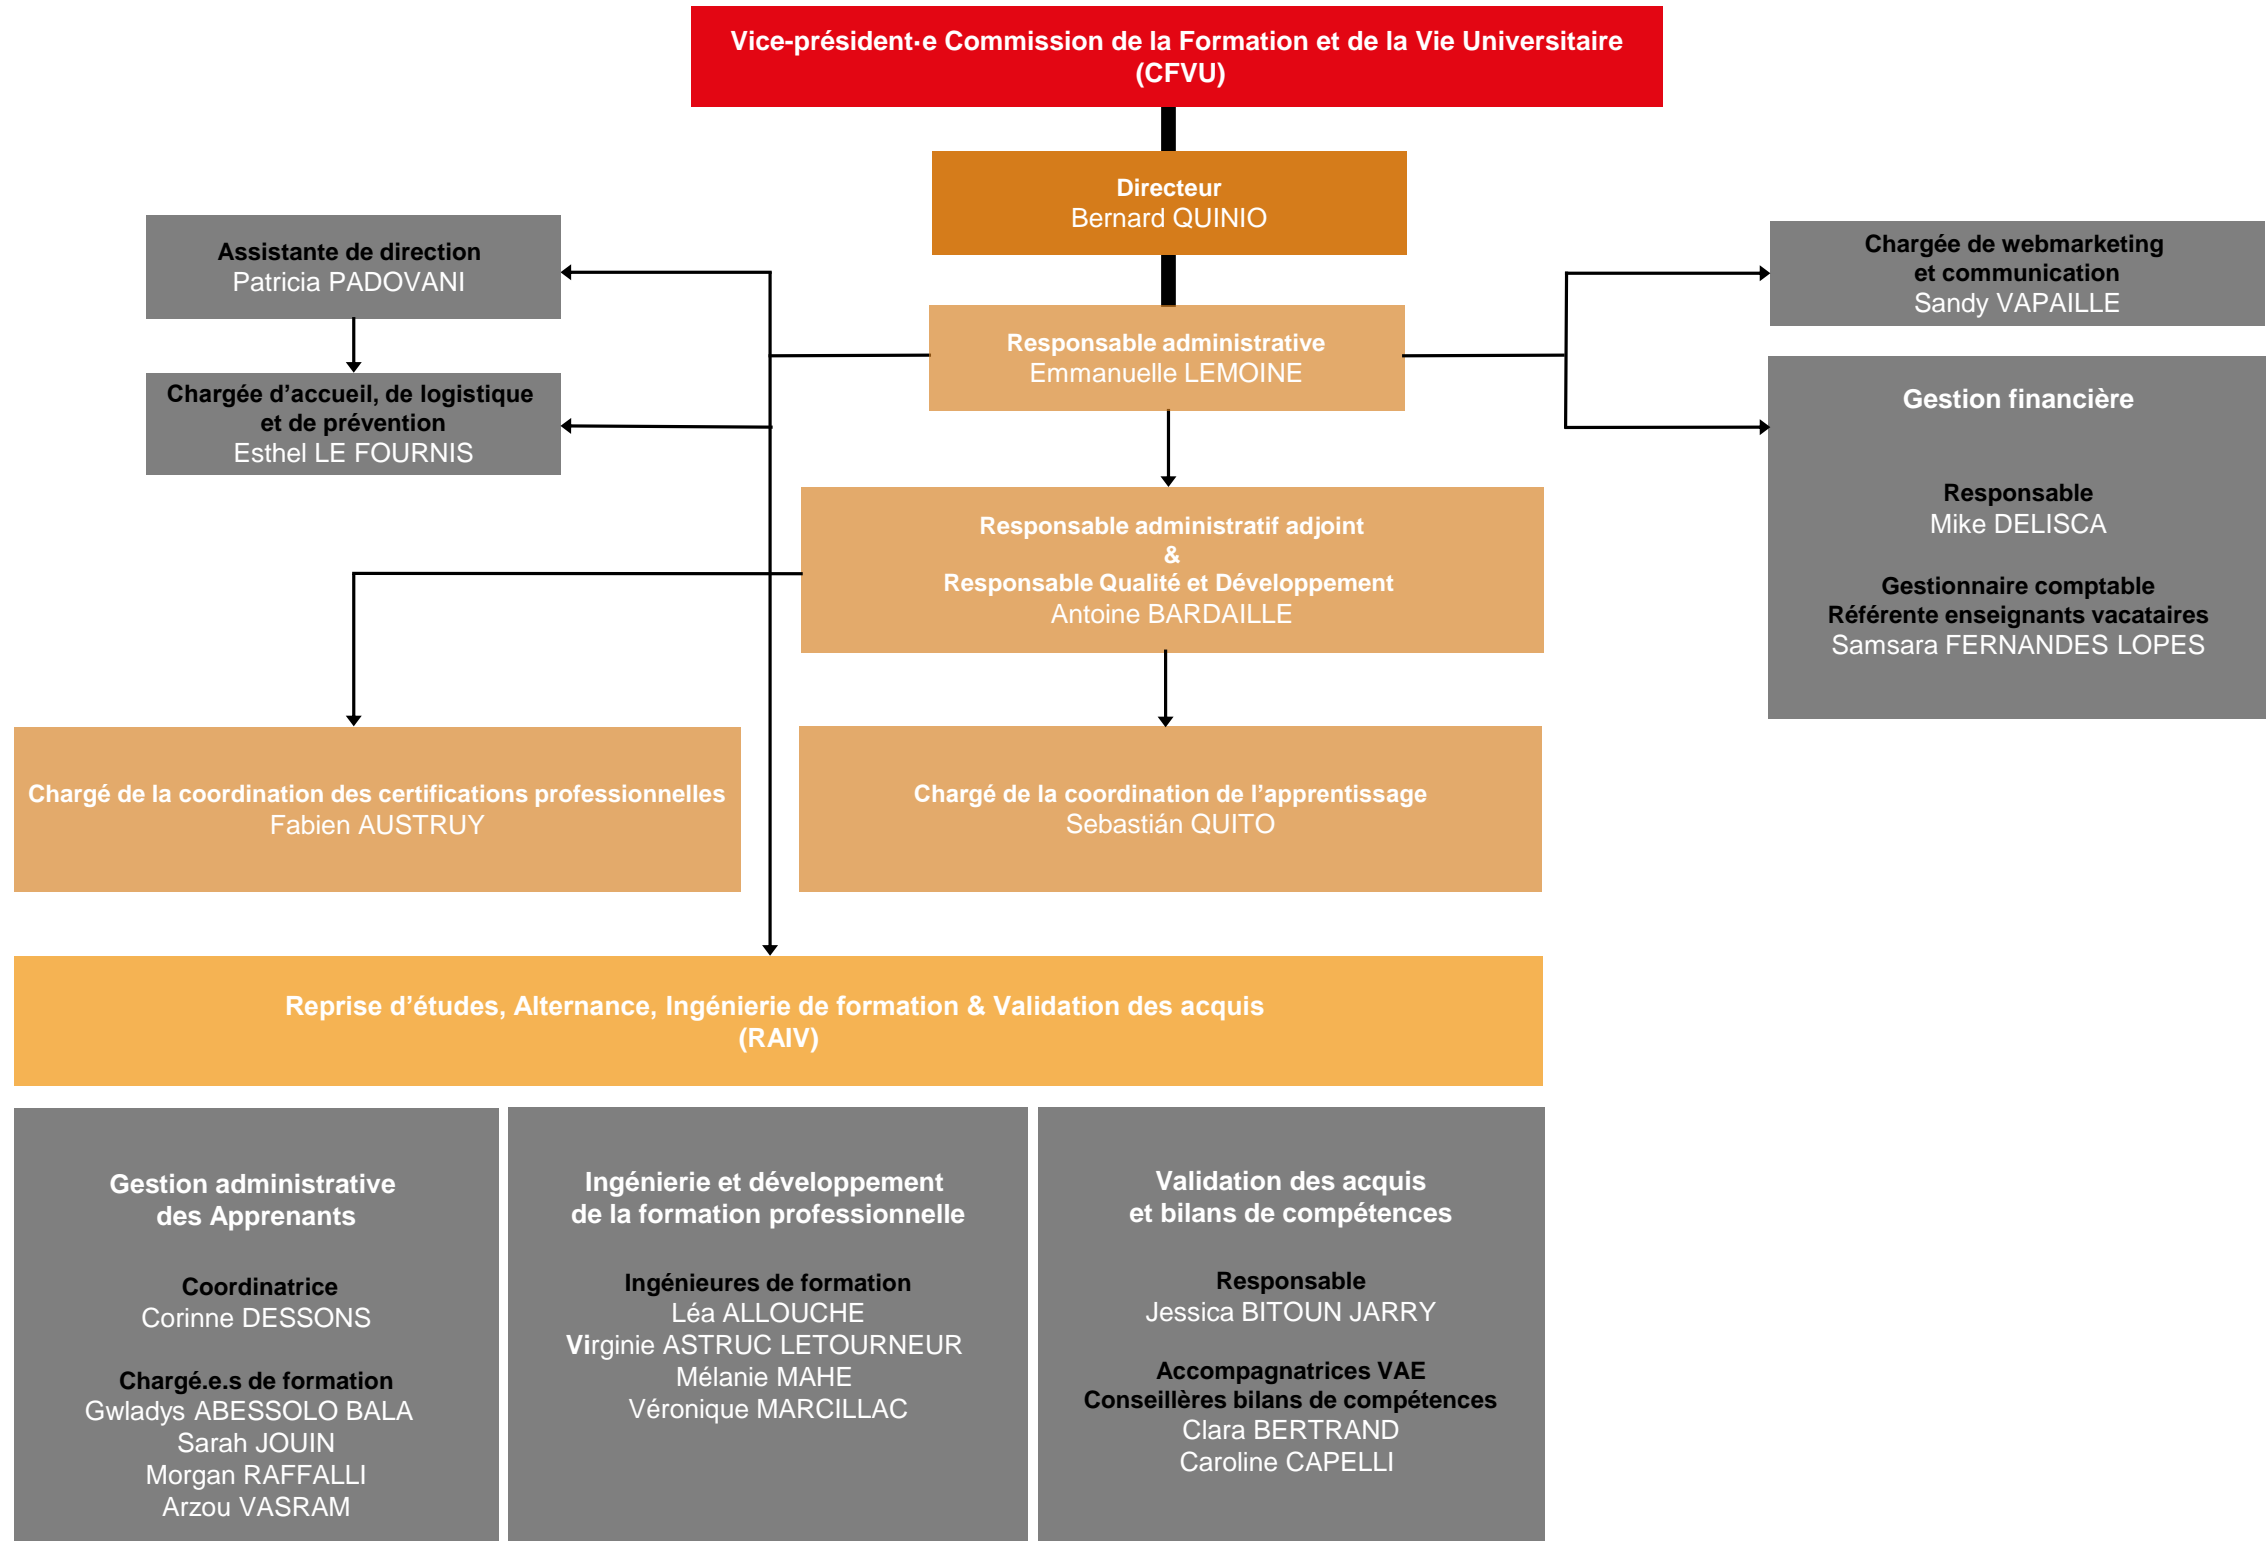 Vice-président·e Commission de la Formation et de la Vie Universitaire
(CFVU)
Directeur
Bernard QUINIO
Assistante de direction
Patricia PADOVANI
Chargée de webmarketing
et communication
Sandy VAPAILLE
Responsable administrative
Emmanuelle LEMOINE
Chargée d’accueil, de logistique
et de prévention
Esthel LE FOURNIS
Gestion financière
Responsable
Mike DELISCA
Gestionnaire comptable
Référente enseignants vacataires
Samsara FERNANDES LOPES
Responsable administratif adjoint
&
Responsable Qualité et Développement
Antoine BARDAILLE
Chargé de la coordination des certifications professionnelles
Fabien AUSTRUY
Chargé de la coordination de l’apprentissage
Sebastián QUITO
Reprise d’études, Alternance, Ingénierie de formation & Validation des acquis
(RAIV)
Gestion administrative
des Apprenants
Coordinatrice
Corinne DESSONS
Chargé.e.s de formation
Gwladys ABESSOLO BALA
Sarah JOUIN
Morgan RAFFALLI
Arzou VASRAM
Ingénierie et développement
de la formation professionnelle
Ingénieures de formation
Léa ALLOUCHE
Virginie ASTRUC LETOURNEUR
Mélanie MAHE
Véronique MARCILLAC
Validation des acquis
et bilans de compétences
Responsable
Jessica BITOUN JARRY
Accompagnatrices VAE
Conseillères bilans de compétences
Clara BERTRAND
Caroline CAPELLI